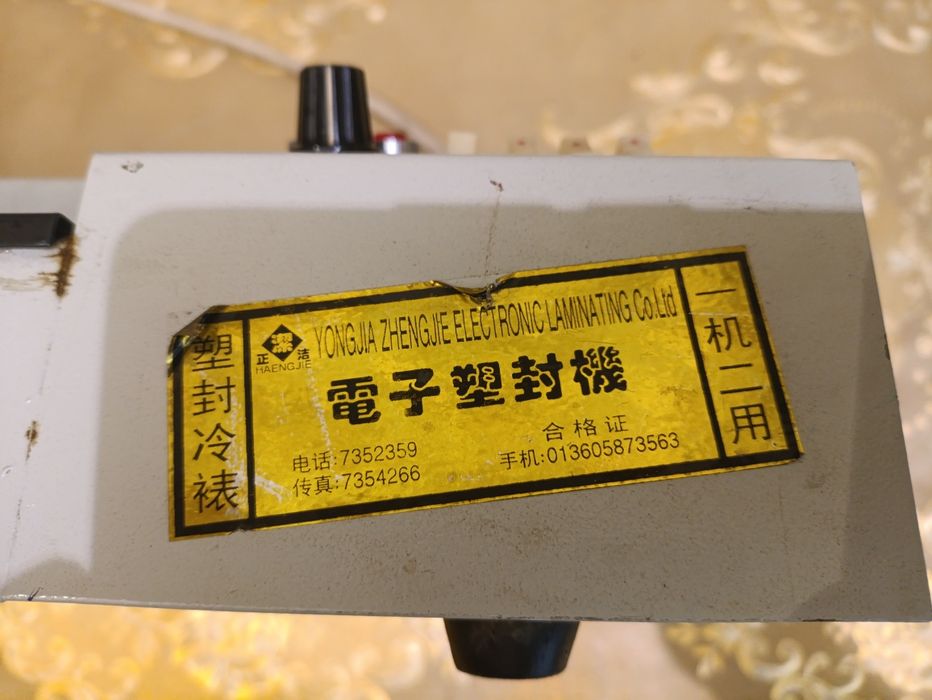 塑封冷裱
潔
正洁
HAENGJIE
YONGJIA ZHENGJIE ELECTRONIC LAMINATING Co.Ltd
電子塑封機
合格证
电话:7352359
手机:013605873563
传真:7354266
一机二用